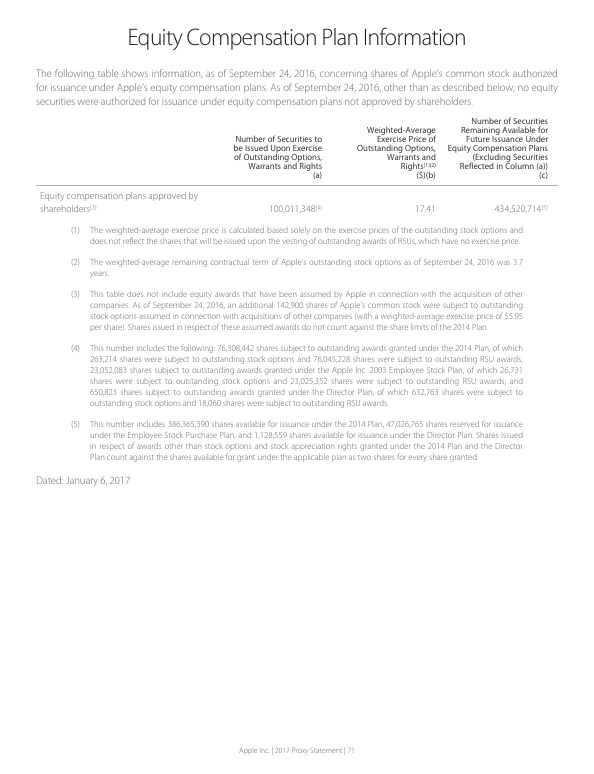 Equity Compensation Plan Information
The following table shows information, as of September 24, 2016, concerning shares of Apple's common stock authorized
for issuance under Apple's equity compensation plans. As of September 24, 2016, other than as described below, no equity
securities were authorized for issuance under equity compensation plans not approved by shareholders.
Number of Securities to
be Issued Upon Exercise
of Outstanding Options,
Warrants and Rights
(a)
Weighted-Average
Exercise Price of
Outstanding Options,
Warrants and
Rights(1)(2)
($)(b)
Number of Securities
Remaining Available for
Future Issuance Under
Equity Compensation Plans
(Excluding Securities
Reflected in Column (a))
(c)
Equity compensation plans approved by
shareholders(3) 100,011,348(4) 17.41 434,520,714(5)
(1) The weighted-average exercise price is calculated based solely on the exercise prices of the outstanding stock options and
does not reflect the shares that will be issued upon the vesting of outstanding awards of RSUs, which have no exercise price.
(2) The weighted-average remaining contractual term of Apple's outstanding stock options as of September 24, 2016 was 3.7
years.
(3) This table does not include equity awards that have been assumed by Apple in connection with the acquisition of other
companies. As of September 24, 2016, an additional 142,900 shares of Apple's common stock were subject to outstanding
stock options assumed in connection with acquisitions of other companies (with a weighted-average exercise price of $5.95
per share). Shares issued in respect of these assumed awards do not count against the share limits of the 2014 Plan.
(4) This number includes the following: 76,308,442 shares subject to outstanding awards granted under the 2014 Plan, of which
263,214 shares were subject to outstanding stock options and 76,045,228 shares were subject to outstanding RSU awards;
23,052,083 shares subject to outstanding awards granted under the Apple Inc. 2003 Employee Stock Plan, of which 26,731
shares were subject to outstanding stock options and 23,025,352 shares were subject to outstanding RSU awards; and
650,823 shares subject to outstanding awards granted under the Director Plan, of which 632,763 shares were subject to
outstanding stock options and 18,060 shares were subject to outstanding RSU awards.
(5) This number includes 386,365,390 shares available for issuance under the 2014 Plan, 47,026,765 shares reserved for issuance
under the Employee Stock Purchase Plan, and 1,128,559 shares available for issuance under the Director Plan. Shares issued
in respect of awards other than stock options and stock appreciation rights granted under the 2014 Plan and the Director
Plan count against the shares available for grant under the applicable plan as two shares for every share granted.
Dated: January 6, 2017
Apple Inc. | 2017 Proxy Statement | 71